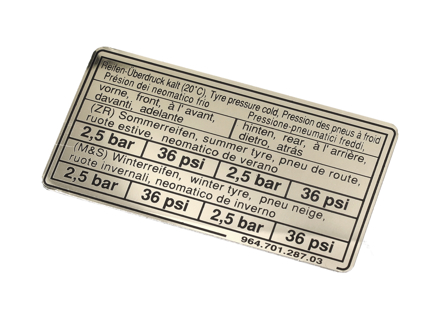 Reifen-Überdruck kalt (20°C), Tyre pressure cold, Pression des pneus à froid
Présion dei neomatico frio Pressione-pneumatici freddi,
vorne, front, à l'avant, hinten, rear, à l'arrière,
davanti, adelante dietro, atrás
(ZR) Sommerreifen, summer tyre, pneu de route,
ruote estive, neomatico de verano
2,5 bar 36 psi 2,5 bar 36 psi
(M&S) Winterreifen, winter tyre, pneu neige,
ruote invernali, neomatico de inverno
2,5 bar 36 psi 2,5 bar 36 psi
964.701.287.03